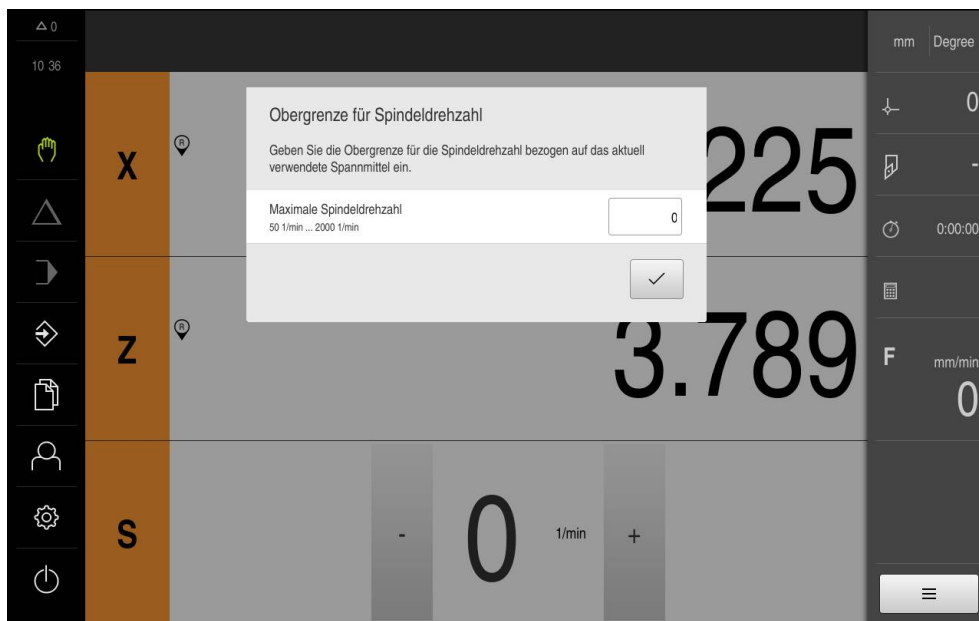 0
10 36
mm Degree
X
R
225
0
-
0:00:00
Obergrenze für Spindeldrehzahl
Geben Sie die Obergrenze für die Spindeldrehzahl bezogen auf das aktuell
verwendete Spannmittel ein.
Maximale Spindeldrehzahl
50 1/min ... 2000 1/min
0
Z
R
3.789
F
mm/min
0
S
-
0
1/min
+